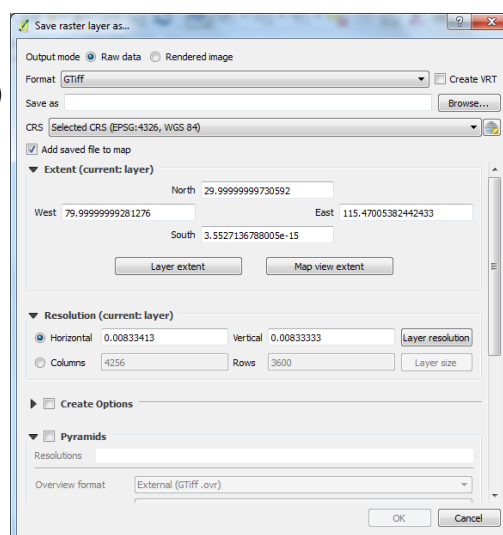 Save raster layer as...
Output mode Raw data Rendered image
Format GTiff Create VRT
Save as Browse...
CRS Selected CRS (EPSG:4326, WGS 84)
Add saved file to map
Extent (current: layer)
North 29.99999999730592
West 79.99999999281276 East 115.47005382442433
South 3.5527136788005e-15
Layer extent Map view extent
Resolution (current: layer)
Horizontal 0.00833413 Vertical 0.00833333 Layer resolution
Columns 4256 Rows 3600 Layer size
Create Options
Pyramids
Resolutions
Overview format External (GTiff .ovr)
OK Cancel